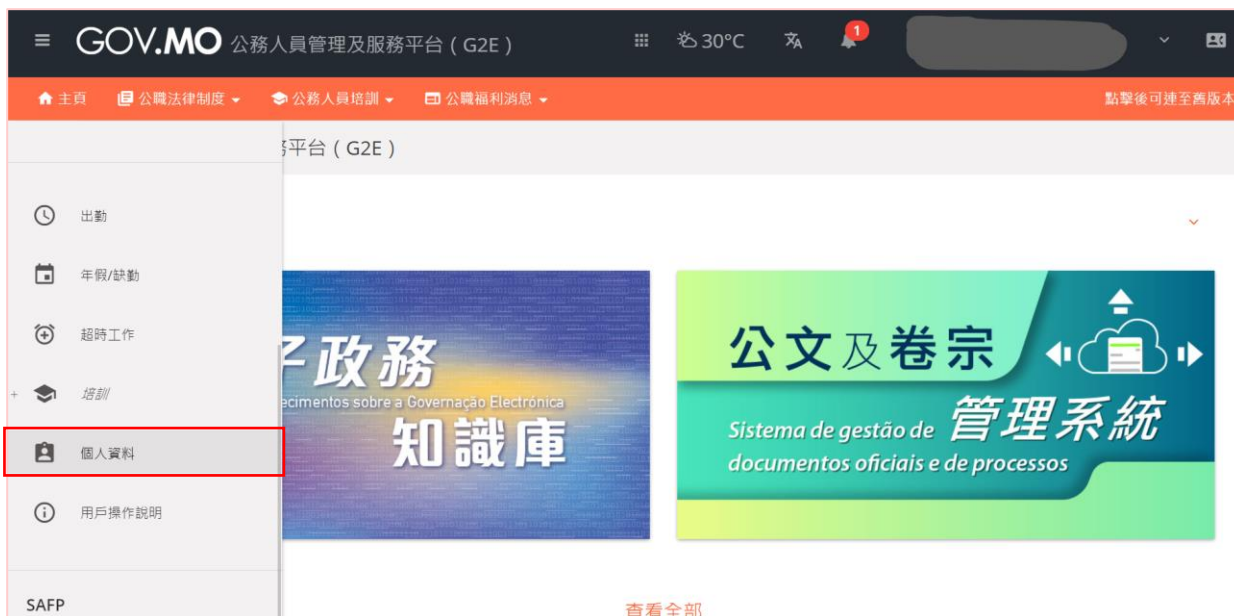 GOV.MO 公務人員管理及服務平台 ( G2E ) 30°C 1
主頁 公職法律制度 公務人員培訓 公職福利消息 點擊後可連至舊版本
平台 ( G2E )
出勤
年假/缺勤
超時工作
+ 培訓
個人資料
用戶操作說明
SAFP
子政務
ecimentos sobre a Governação Electrónica
知識庫
公文及卷宗
Sistema de gestão de 管理系統
documentos oficiais e de processos
查看全部